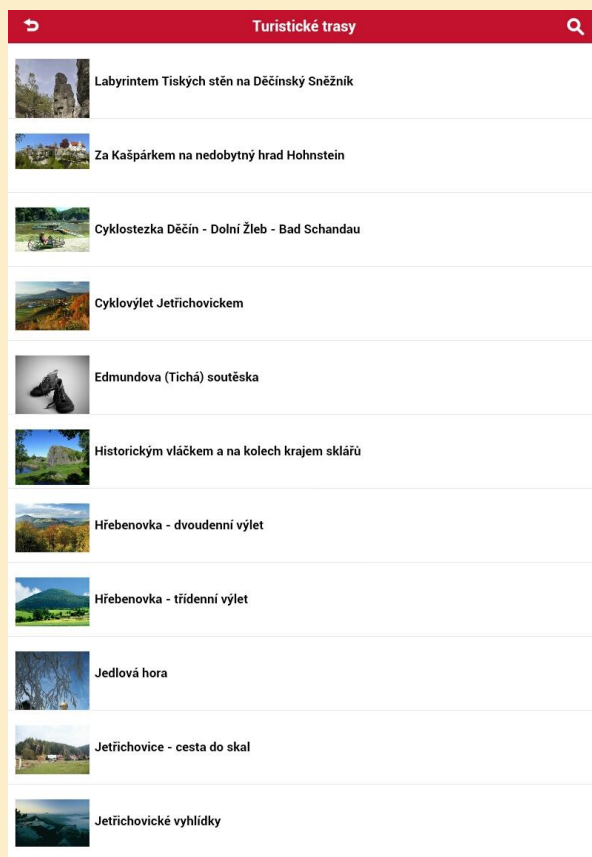 Turistické trasy
Labyrintem Tiských stěn na Děčínský Sněžník
Za Kašpárkem na nedobytný hrad Hohnstein
Cyklostezka Děčín - Dolní Žleb - Bad Schandau
Cyklovýlet Jetřichovickem
Edmundova (Tichá) soutěska
Historickým vláčkem a na kolech krajem sklářů
Hřebenovka - dvoudenní výlet
Hřebenovka - třídenní výlet
Jedlová hora
Jetřichovice - cesta do skal
Jetřichovické vyhlídky